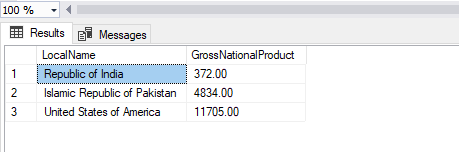 100 %
Results Messages
LocalName GrossNationalProduct
1 Republic of India 372.00
2 Islamic Republic of Pakistan 4834.00
3 United States of America 11705.00